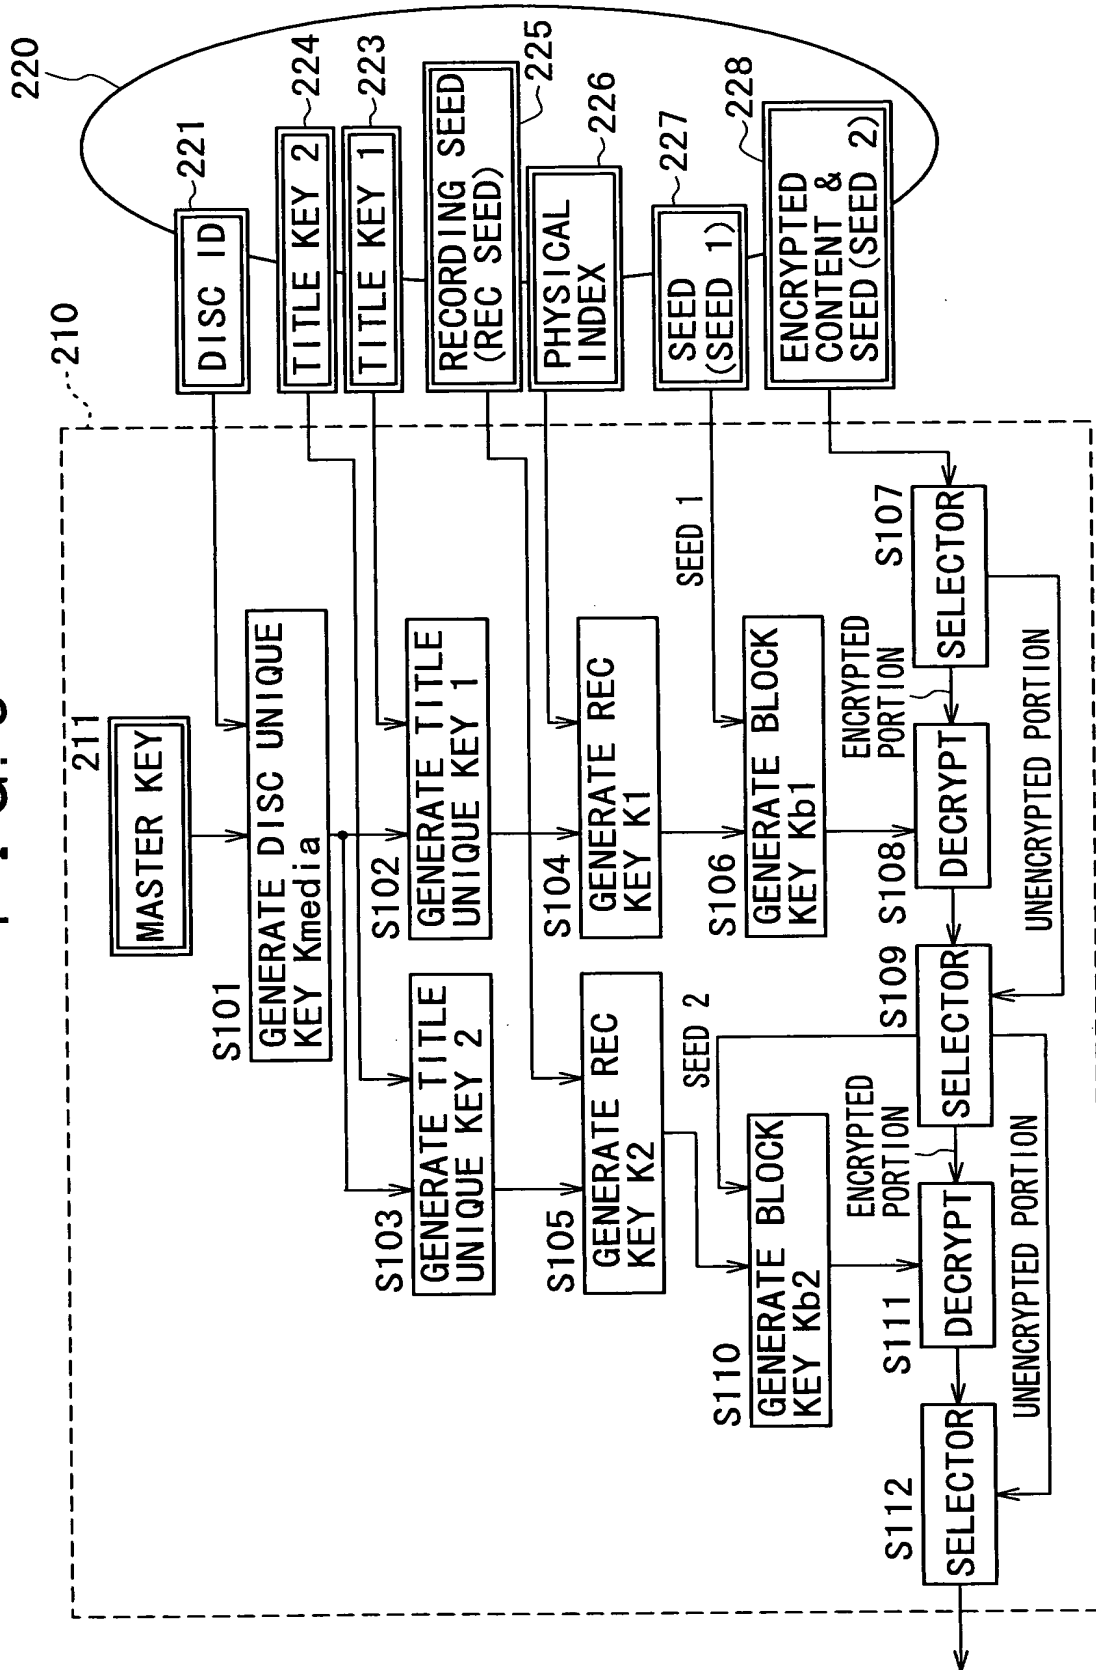 220
221
DISC ID
224
TITLE KEY 2
223
TITLE KEY 1
225
RECORDING SEED
(REC SEED)
226
PHYSICAL
INDEX
227
SEED
(SEED 1)
228
ENCRYPTED
CONTENT &
SEED(SEED 2)
210
211
MASTER KEY
S101
GENERATE DISC UNIQUE
KEY Kmedia
S102
GENERATE TITLE
UNIQUE KEY 1
S103
GENERATE TITLE
UNIQUE KEY 2
S104
GENERATE REC
KEY K1
S105
GENERATE REC
KEY K2
SEED 1
S106
GENERATE BLOCK
KEY Kb1
S107
SELECTOR
ENCRYPTED
PORTION
UNENCRYPTED PORTION
S108
DECRYPT
S109
SELECTOR
SEED 2
S110
GENERATE BLOCK
KEY Kb2
ENCRYPTED
PORTION
UNENCRYPTED PORTION
S111
DECRYPT
S112
SELECTOR